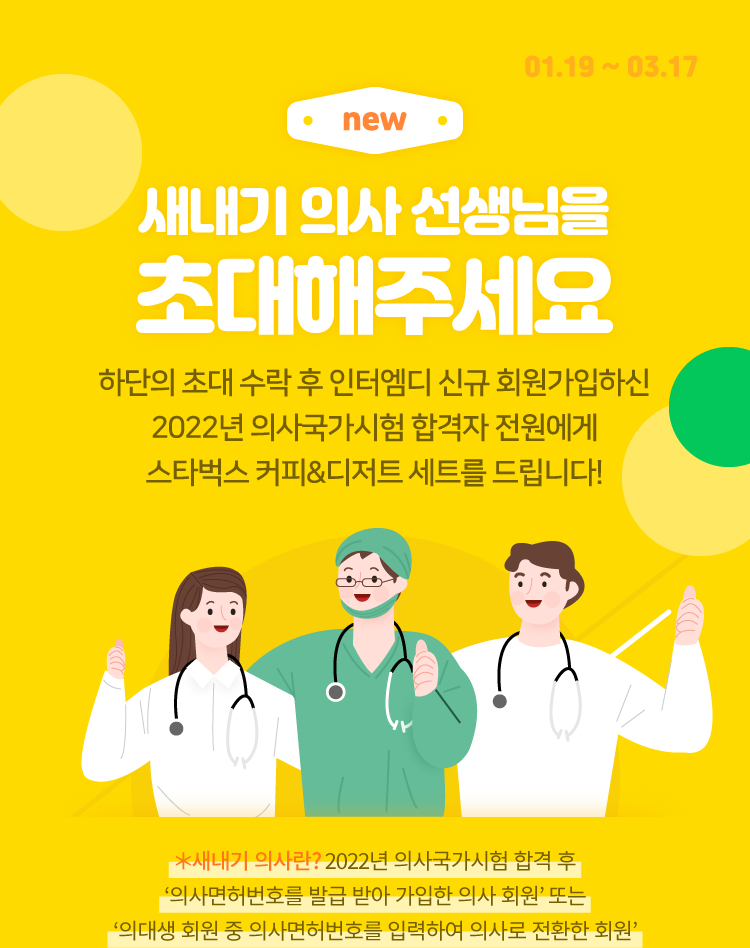 01.19 ~ 03.17
new
새내기 의사 선생님을
초대해주세요
하단의 초대 수락 후 인터엠디 신규 회원가입하신
2022년 의사국가시험 합격자 전원에게
스타벅스 커피&디저트 세트를 드립니다!
＊새내기 의사란? 2022년 의사국가시험 합격 후
‘의사면허번호를 발급 받아 가입한 의사 회원’ 또는
‘의대생 회원 중 의사면허번호를 입력하여 의사로 전환한 회원’